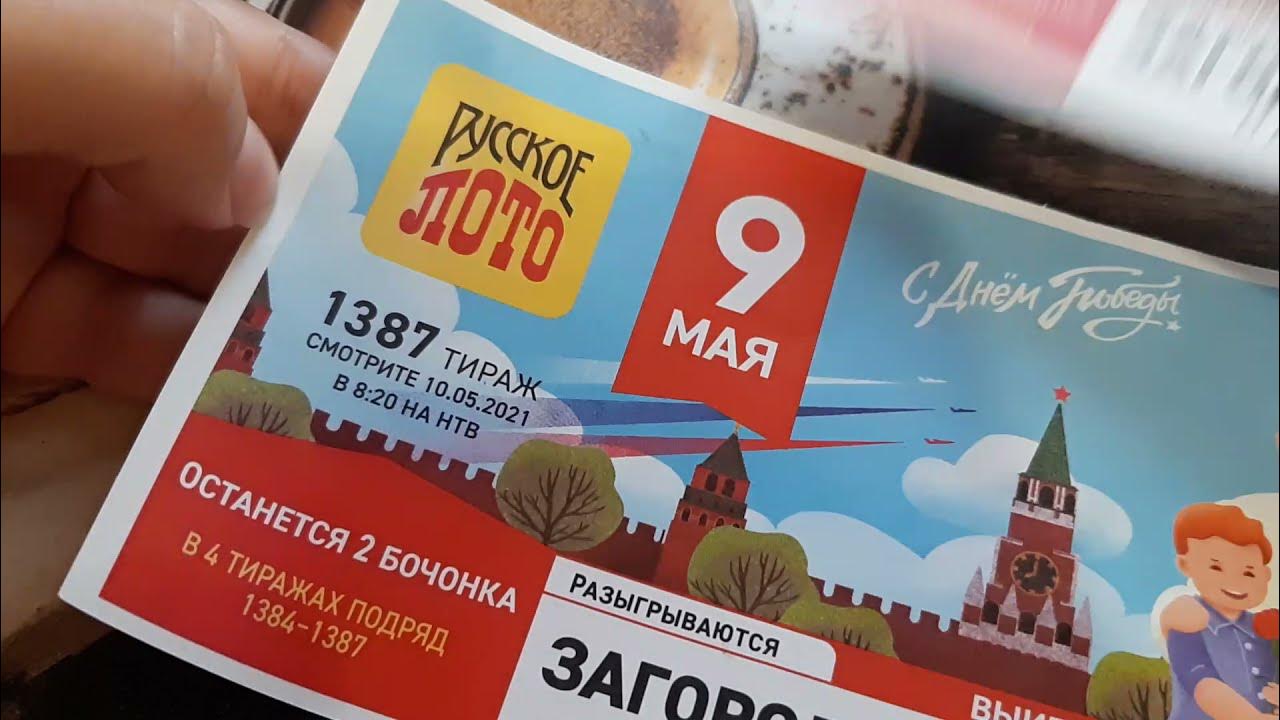 РУССКОЕ
ЛОТО
9
МАЯ
С Днём Победы
1387 ТИРАЖ
СМОТРИТЕ 10.05.2021
В 8:20 НА НТВ
ОСТАНЕТСЯ 2 БОЧОНКА
В 4 ТИРАЖАХ ПОДРЯД
1384-1387
РАЗЫГРЫВАЮТСЯ